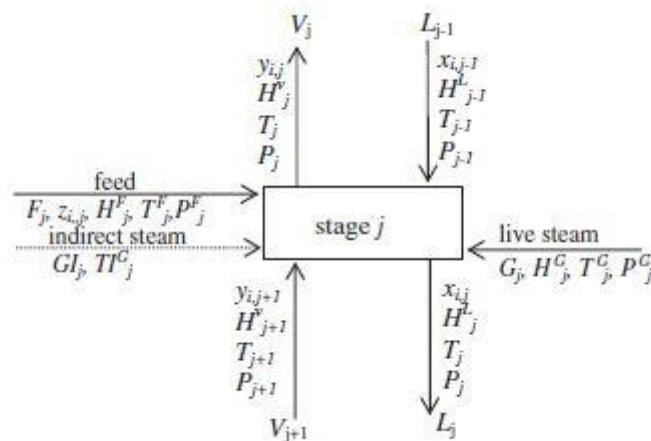 V_j
L_{j-1}
y_{i,j}
H^v_j
T_j
P_j
x_{i,j-1}
H^L_{j-1}
T_{j-1}
P_{j-1}
feed
F_j, z_{i,,j}, H^F_j, T^F_j, P^F_j
indirect steam
GI_j, TI^G_j
stage j
live steam
G_j, H^G_j, T^G_j, P^G_j
y_{i,j+1}
H^v_{j+1}
T_{j+1}
P_{j+1}
V_{j+1}
x_{i,j}
H^L_j
T_j
P_j
L_j